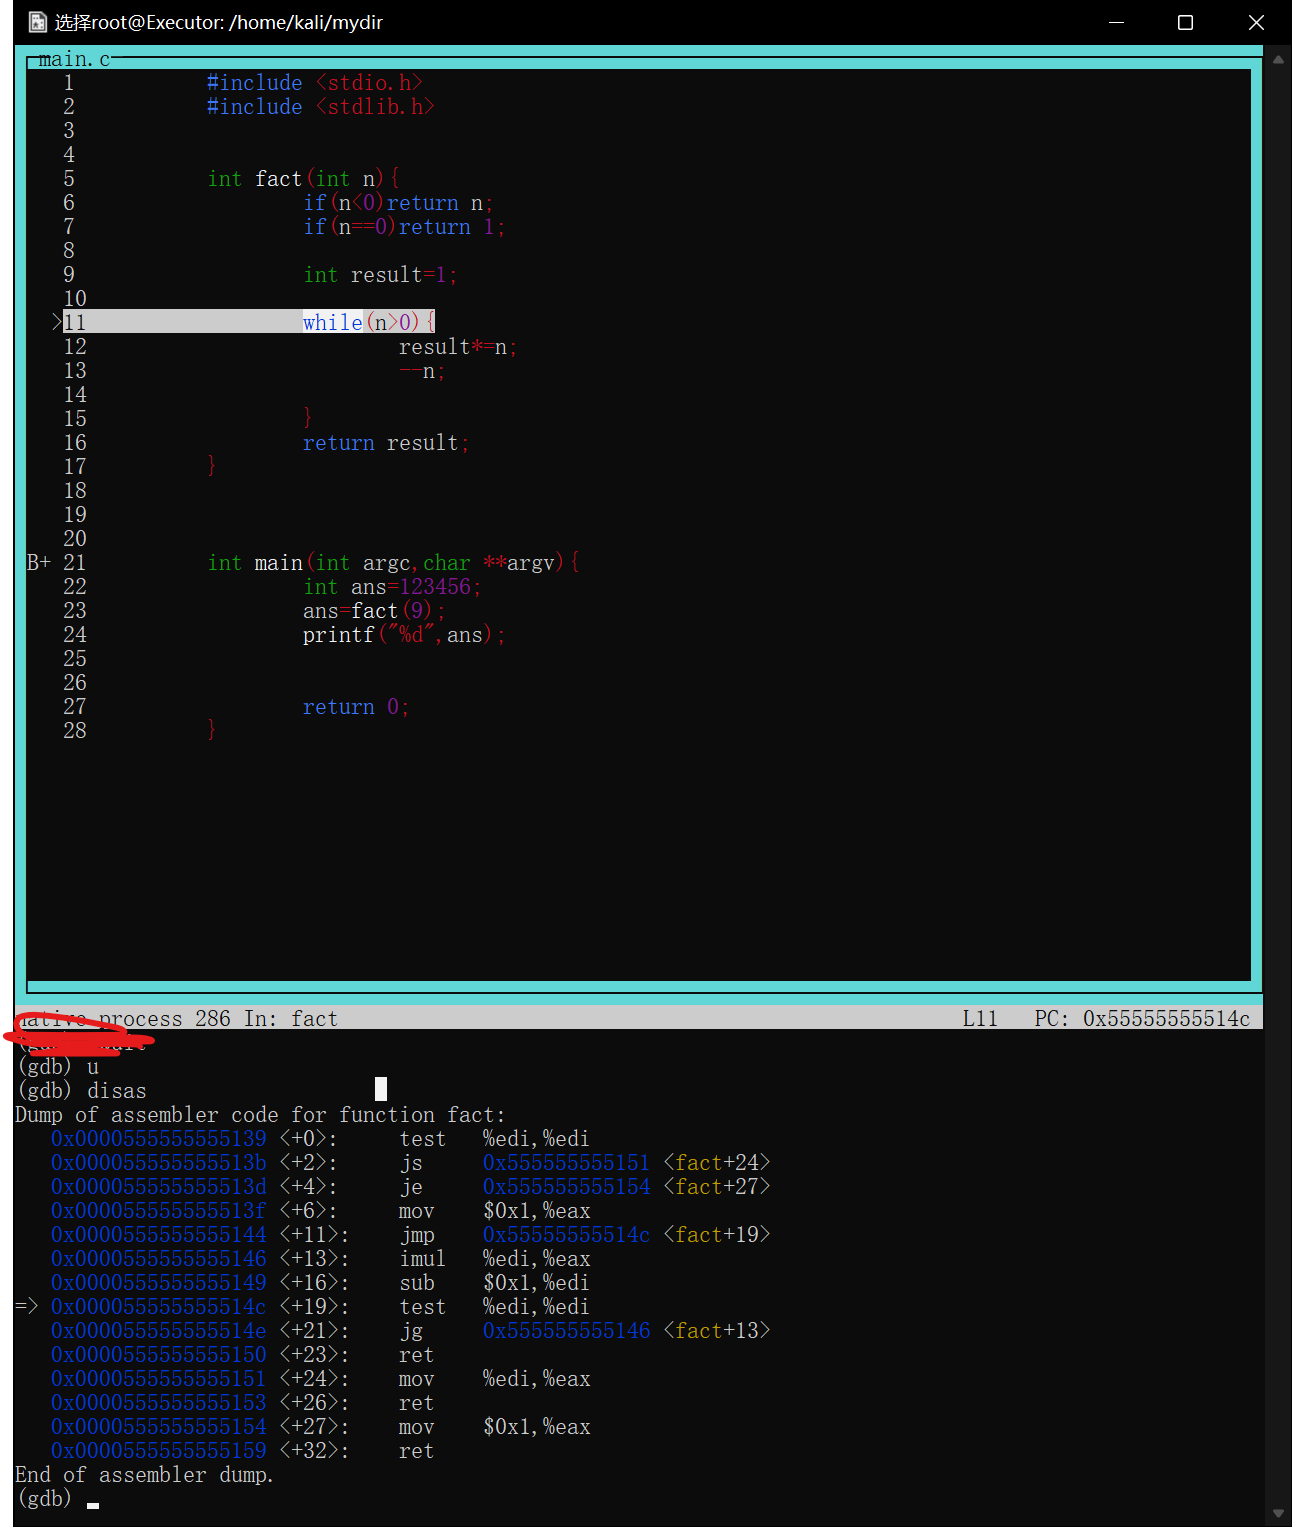 选择root@Executor: /home/kali/mydir
main.c
1 #include <stdio.h>
2 #include <stdlib.h>
3
4
5 int fact(int n){
6 if(n<0)return n;
7 if(n==0)return 1;
8
9 int result=1;
10
>11 while(n>0){
12 result*=n;
13 --n;
14
15 }
16 return result;
17 }
18
19
20
B+ 21 int main(int argc,char **argv){
22 int ans=123456;
23 ans=fact(9);
24 printf("%d",ans);
25
26
27 return 0;
28 }
native process 286 In: fact L11 PC: 0x55555555514c
(gdb) u
(gdb) disas
Dump of assembler code for function fact:
0x0000555555555139 <+0>: test %edi,%edi
0x000055555555513b <+2>: js 0x555555555151 <fact+24>
0x000055555555513d <+4>: je 0x555555555154 <fact+27>
0x000055555555513f <+6>: mov $0x1,%eax
0x0000555555555144 <+11>: jmp 0x55555555514c <fact+19>
0x0000555555555146 <+13>: imul %edi,%eax
0x0000555555555149 <+16>: sub $0x1,%edi
=> 0x000055555555514c <+19>: test %edi,%edi
0x000055555555514e <+21>: jg 0x555555555146 <fact+13>
0x0000555555555150 <+23>: ret
0x0000555555555151 <+24>: mov %edi,%eax
0x0000555555555153 <+26>: ret
0x0000555555555154 <+27>: mov $0x1,%eax
0x0000555555555159 <+32>: ret
End of assembler dump.
(gdb)